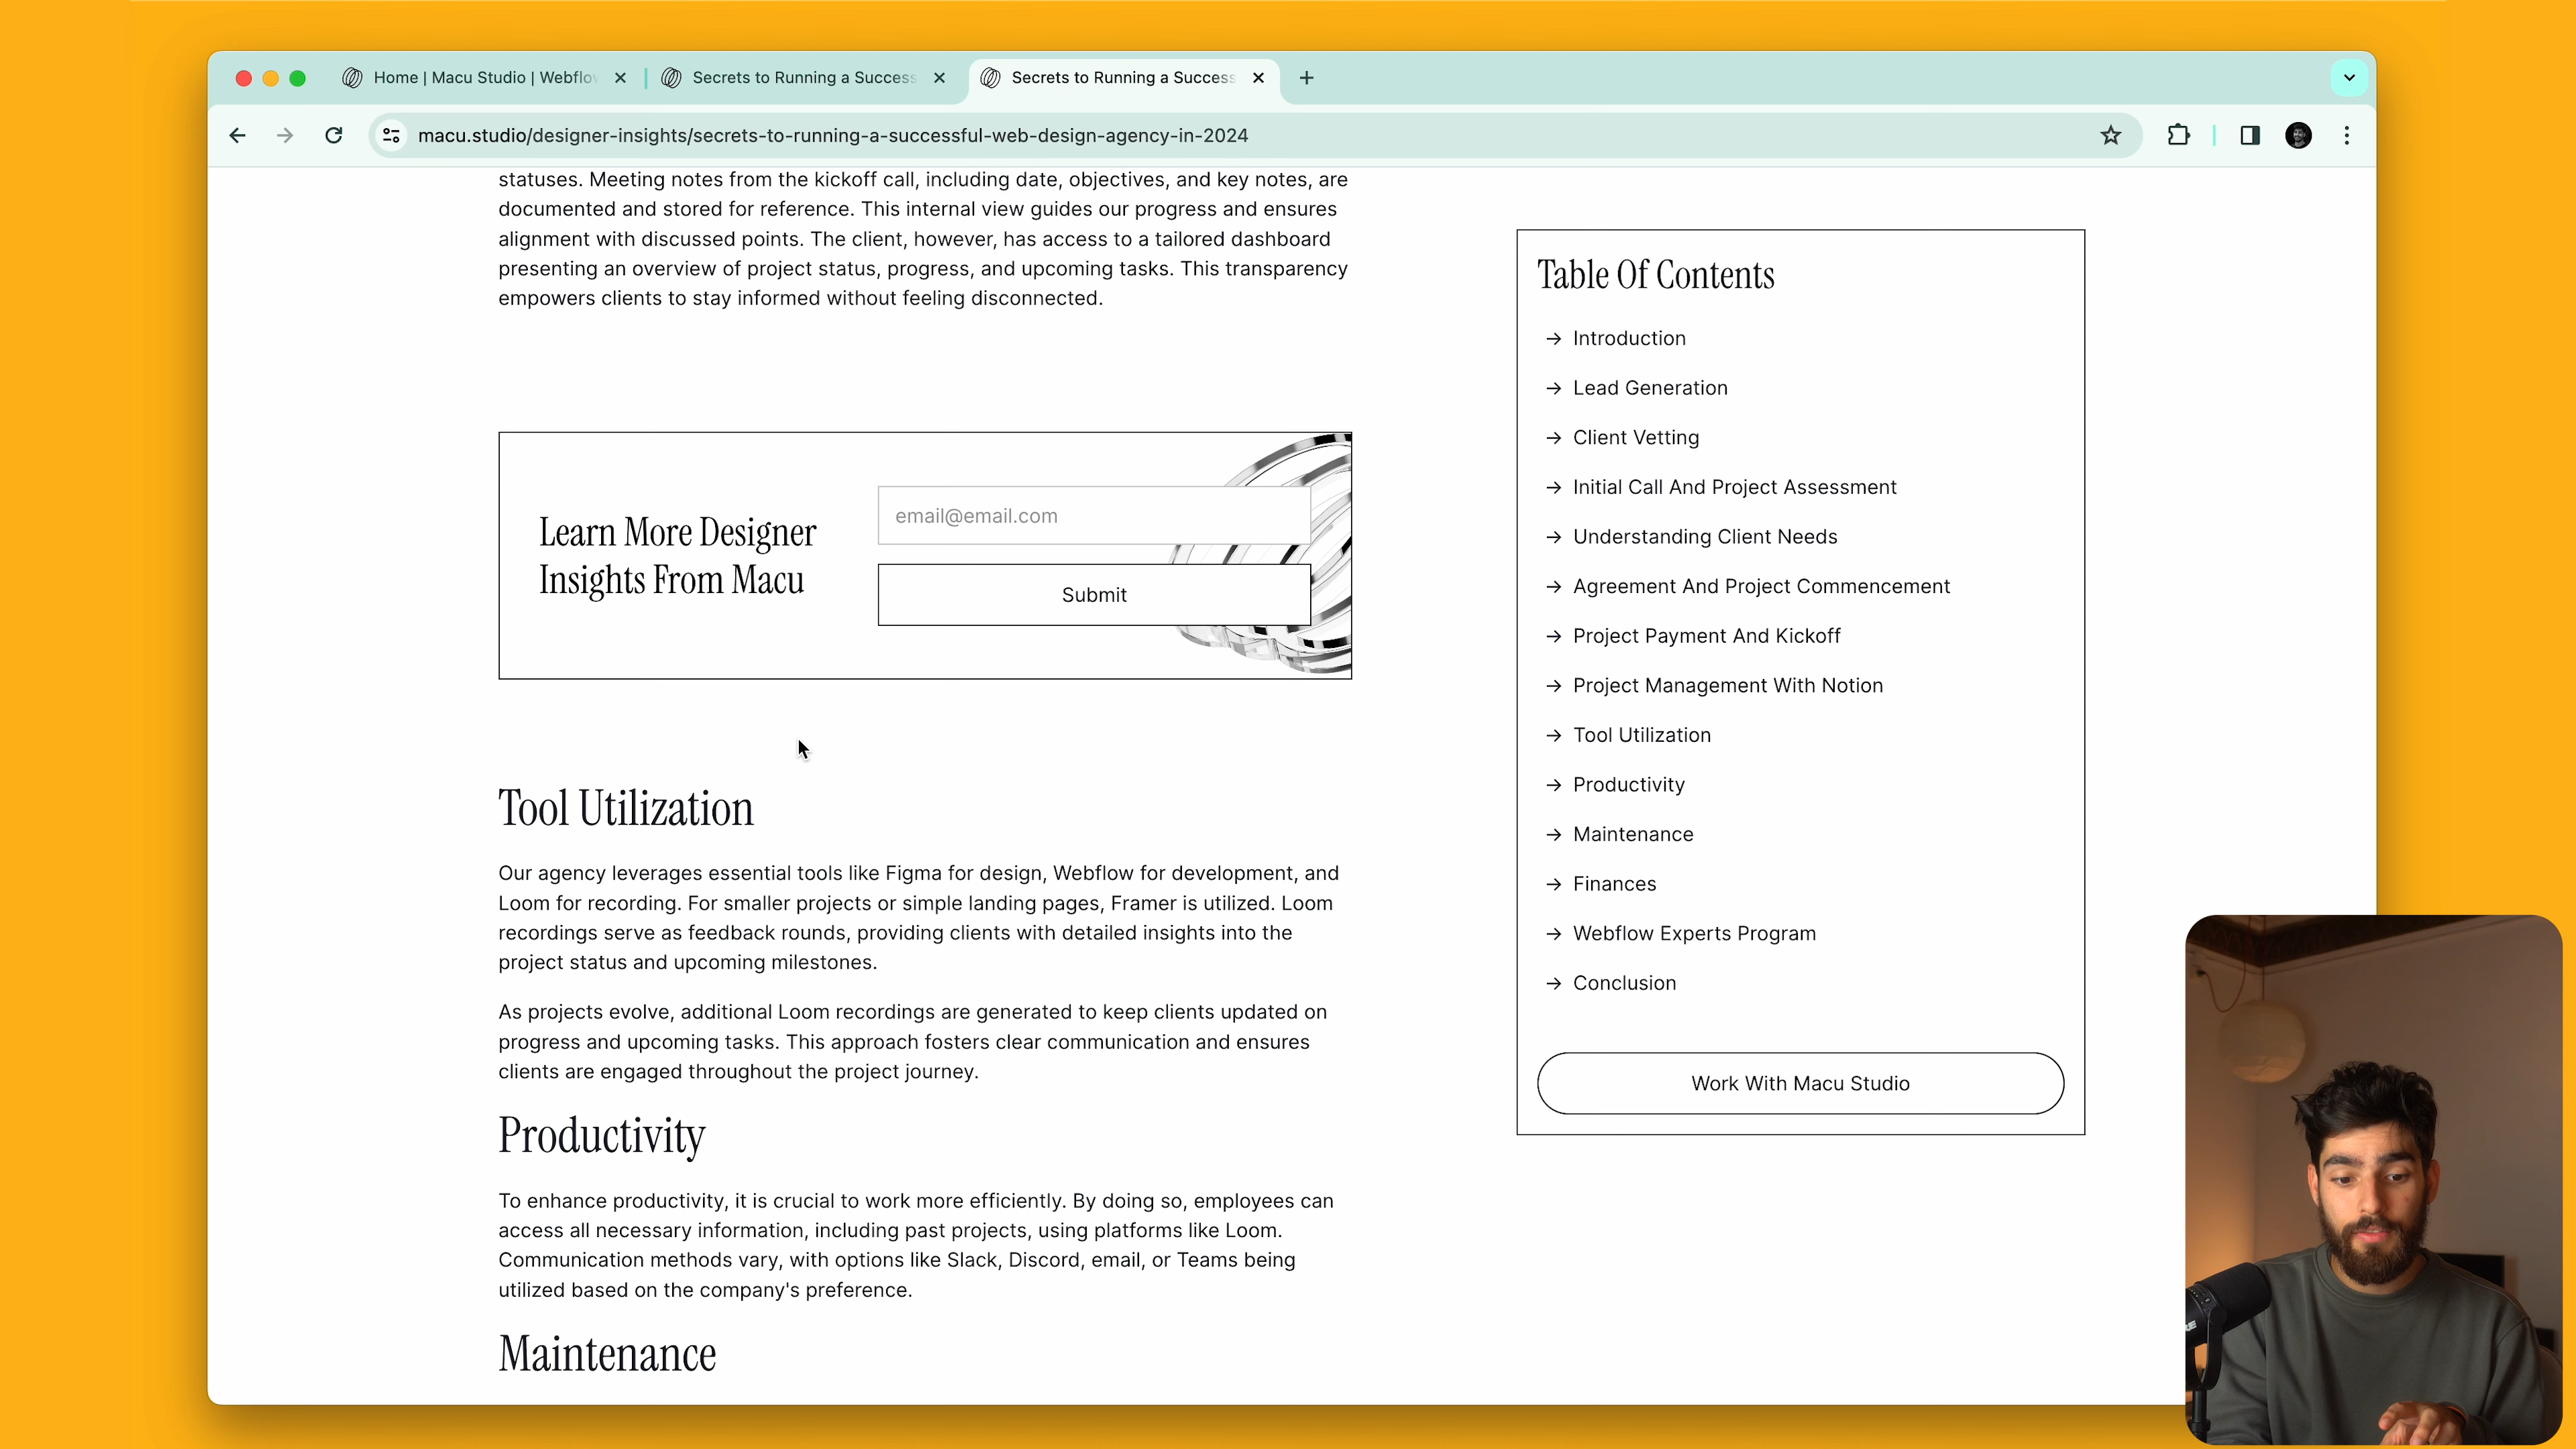 Home | Macu Studio | Webflow
Secrets to Running a Success
Secrets to Running a Success
macu.studio/designer-insights/secrets-to-running-a-successful-web-design-agency-in-2024
statuses. Meeting notes from the kickoff call, including date, objectives, and key notes, are
documented and stored for reference. This internal view guides our progress and ensures
alignment with discussed points. The client, however, has access to a tailored dashboard
presenting an overview of project status, progress, and upcoming tasks. This transparency
empowers clients to stay informed without feeling disconnected.
Learn More Designer
Insights From Macu
email@email.com
Submit
Tool Utilization
Our agency leverages essential tools like Figma for design, Webflow for development, and
Loom for recording. For smaller projects or simple landing pages, Framer is utilized. Loom
recordings serve as feedback rounds, providing clients with detailed insights into the
project status and upcoming milestones.
As projects evolve, additional Loom recordings are generated to keep clients updated on
progress and upcoming tasks. This approach fosters clear communication and ensures
clients are engaged throughout the project journey.
Productivity
To enhance productivity, it is crucial to work more efficiently. By doing so, employees can
access all necessary information, including past projects, using platforms like Loom.
Communication methods vary, with options like Slack, Discord, email, or Teams being
utilized based on the company's preference.
Maintenance
Table Of Contents
→ Introduction
→ Lead Generation
→ Client Vetting
→ Initial Call And Project Assessment
→ Understanding Client Needs
→ Agreement And Project Commencement
→ Project Payment And Kickoff
→ Project Management With Notion
→ Tool Utilization
→ Productivity
→ Maintenance
→ Finances
→ Webflow Experts Program
→ Conclusion
Work With Macu Studio